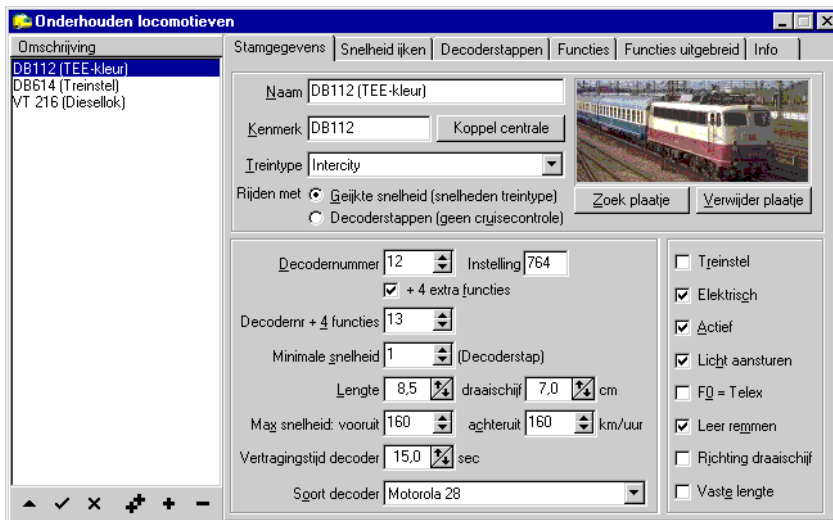 Onderhouden locomotieven
Omschrijving
DB112 (TEE-kleur)
DB614 (Treinstel)
VT 216 (Diesellok)
Stamgegevens Snelheid ijken Decoderstappen Functies Functies uitgebreid Info
Naam DB112 (TEE-kleur)
Kenmerk DB112 Koppel centrale
Treintype Intercity
Rijden met Geijkte snelheid (snelheden treintype)
Decoderstappen (geen cruisecontrole)
Zoek plaatje Verwijder plaatje
Decodernummer 12 Instelling 764
+ 4 extra functies
Decodernr + 4 functies 13
Minimale snelheid 1 (Decoderstap)
Lengte 8,5 draaischijf 7,0 cm
Max snelheid: vooruit 160 achteruit 160 km/uur
Vertragingstijd decoder 15,0 sec
Soort decoder Motorola 28
Treinstel
Elektrisch
Actief
Licht aansturen
F0 = Telex
Leer remmen
Richting draaischijf
Vaste lengte